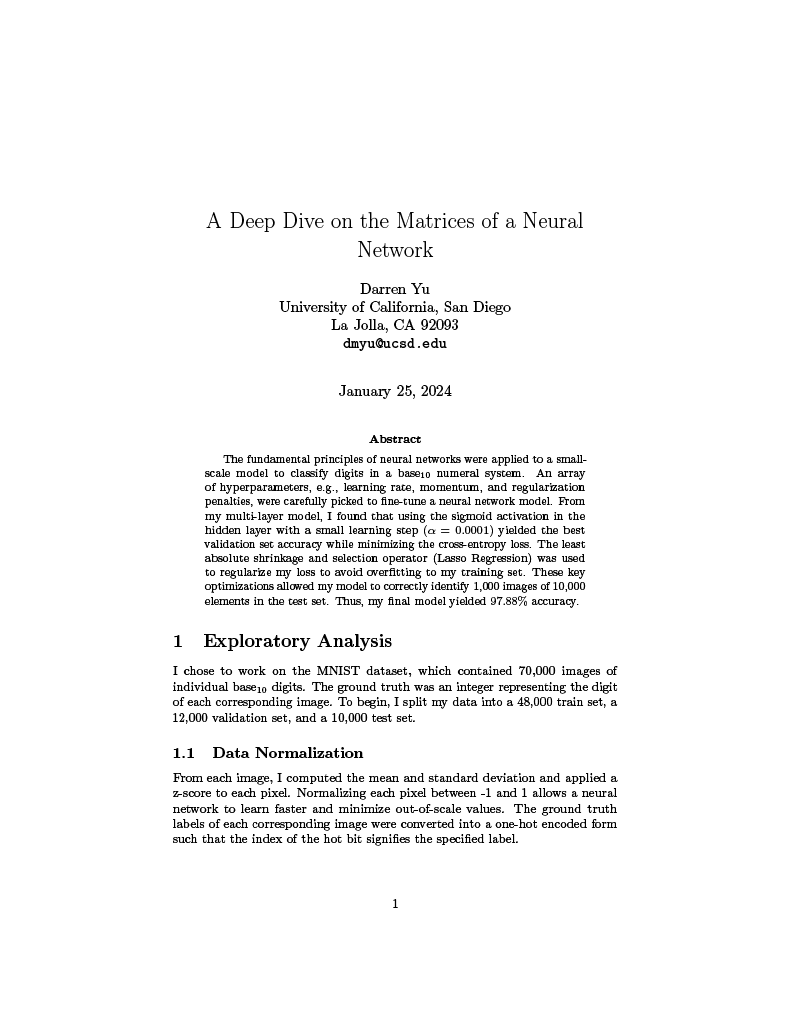 A Deep Dive on the Matrices of a Neural
Network
Darren Yu
University of California, San Diego
La Jolla, CA 92093
dmyu@ucsd.edu
January 25, 2024
Abstract
The fundamental principles of neural networks were applied to a small-
scale model to classify digits in a base₁₀ numeral system. An array
of hyperparameters, e.g., learning rate, momentum, and regularization
penalties, were carefully picked to fine-tune a neural network model. From
my multi-layer model, I found that using the sigmoid activation in the
hidden layer with a small learning step (α = 0.0001) yielded the best
validation set accuracy while minimizing the cross-entropy loss. The least
absolute shrinkage and selection operator (Lasso Regression) was used
to regularize my loss to avoid overfitting to my training set. These key
optimizations allowed my model to correctly identify 1,000 images of 10,000
elements in the test set. Thus, my final model yielded 97.88% accuracy.
1 Exploratory Analysis
I chose to work on the MNIST dataset, which contained 70,000 images of
individual base₁₀ digits. The ground truth was an integer representing the digit
of each corresponding image. To begin, I split my data into a 48,000 train set, a
12,000 validation set, and a 10,000 test set.
1.1 Data Normalization
From each image, I computed the mean and standard deviation and applied a
z-score to each pixel. Normalizing each pixel between -1 and 1 allows a neural
network to learn faster and minimize out-of-scale values. The ground truth
labels of each corresponding image were converted into a one-hot encoded form
such that the index of the hot bit signifies the specified label.
1